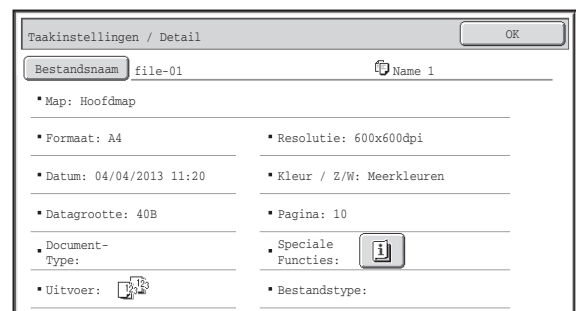 Taakinstellingen / Detail
OK
Bestandsnaam file-01
Name 1
Map: Hoofdmap
Formaat: A4
Resolutie: 600x600dpi
Datum: 04/04/2013 11:20
Kleur / Z/W: Meerkleuren
Datagrootte: 40B
Pagina: 10
Document-
Type:
Speciale
Functies:
Uitvoer:
Bestandstype: